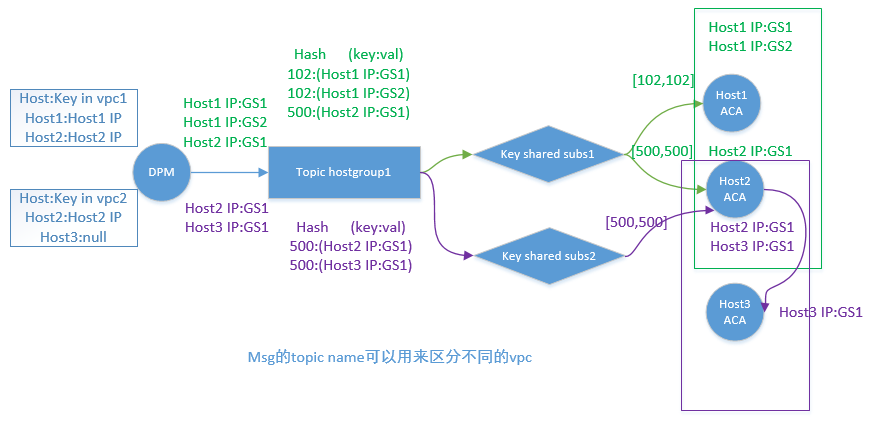 Host:Key in vpc1
Host1:Host1 IP
Host2:Host2 IP
Host:Key in vpc2
Host2:Host2 IP
Host3:null
DPM
Host1 IP:GS1
Host1 IP:GS2
Host2 IP:GS1
Host2 IP:GS1
Host3 IP:GS1
Hash (key:val)
102:(Host1 IP:GS1)
102:(Host1 IP:GS2)
500:(Host2 IP:GS1)
Topic hostgroup1
Hash (key:val)
500:(Host2 IP:GS1)
500:(Host3 IP:GS1)
Key shared subs1
Key shared subs2
[102,102]
[500,500]
[500,500]
Host1 IP:GS1
Host1 IP:GS2
Host1
ACA
Host2 IP:GS1
Host2
ACA
Host2 IP:GS1
Host3 IP:GS1
Host3
ACA
Host3 IP:GS1
Msg的topic name可以用来区分不同的vpc